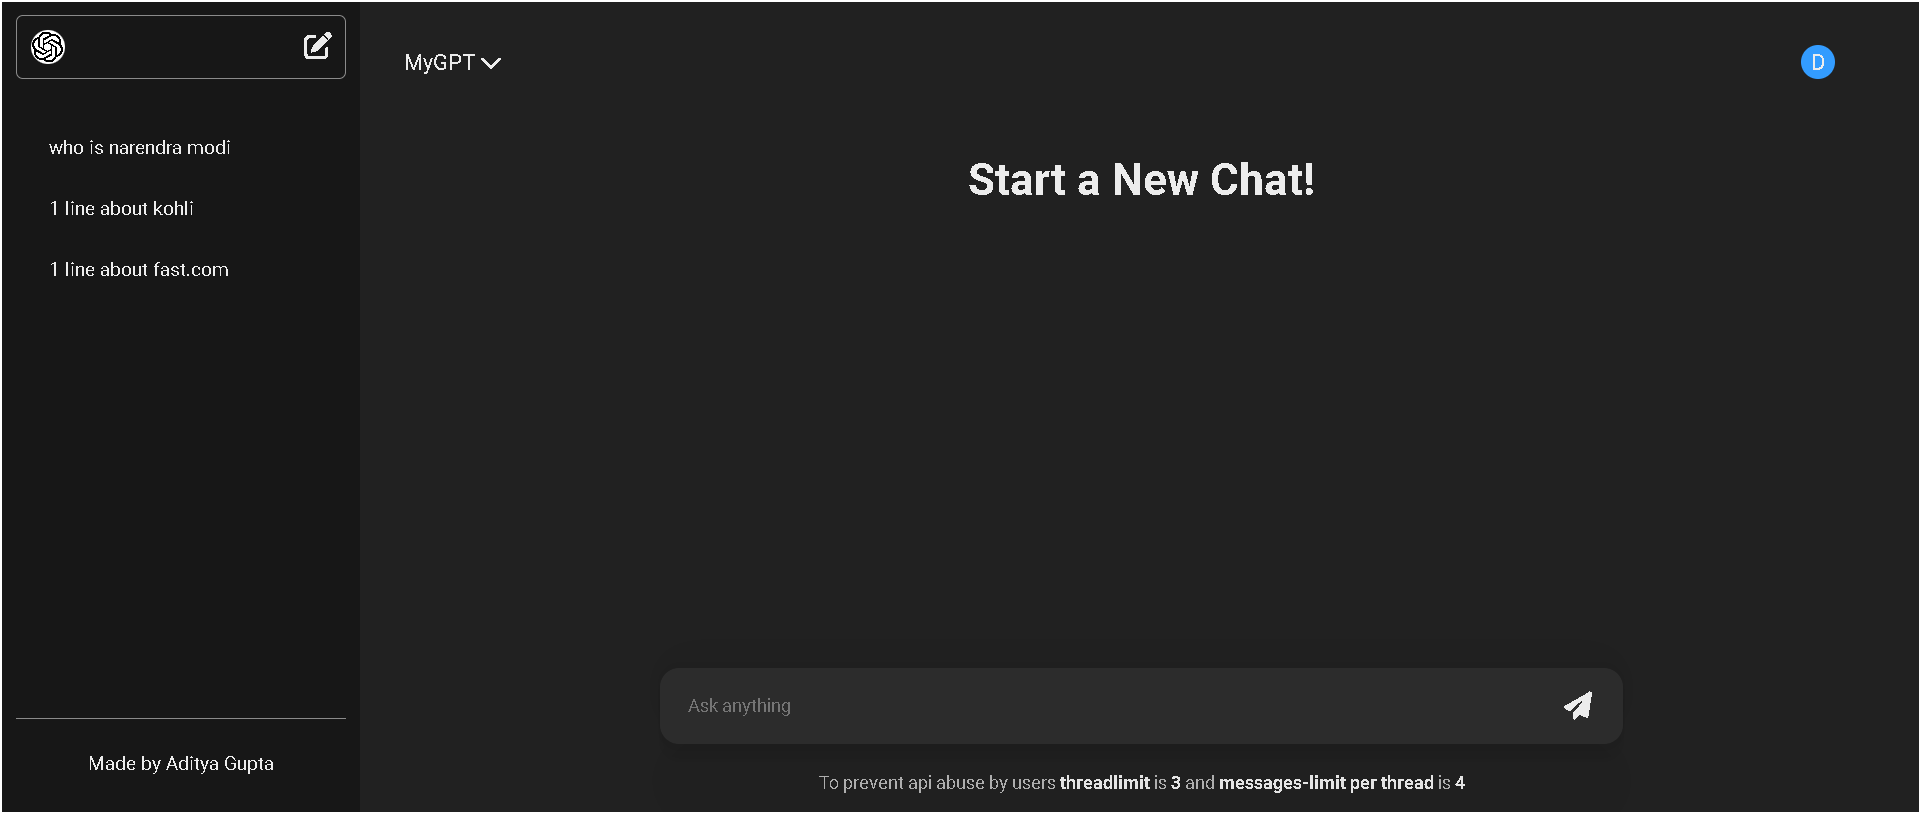 who is narendra modi
1 line about kohli
1 line about fast.com
Made by Aditya Gupta
MyGPT
D
Start a New Chat!
Ask anything
To prevent api abuse by users threadlimit is 3 and messages-limit per thread is 4